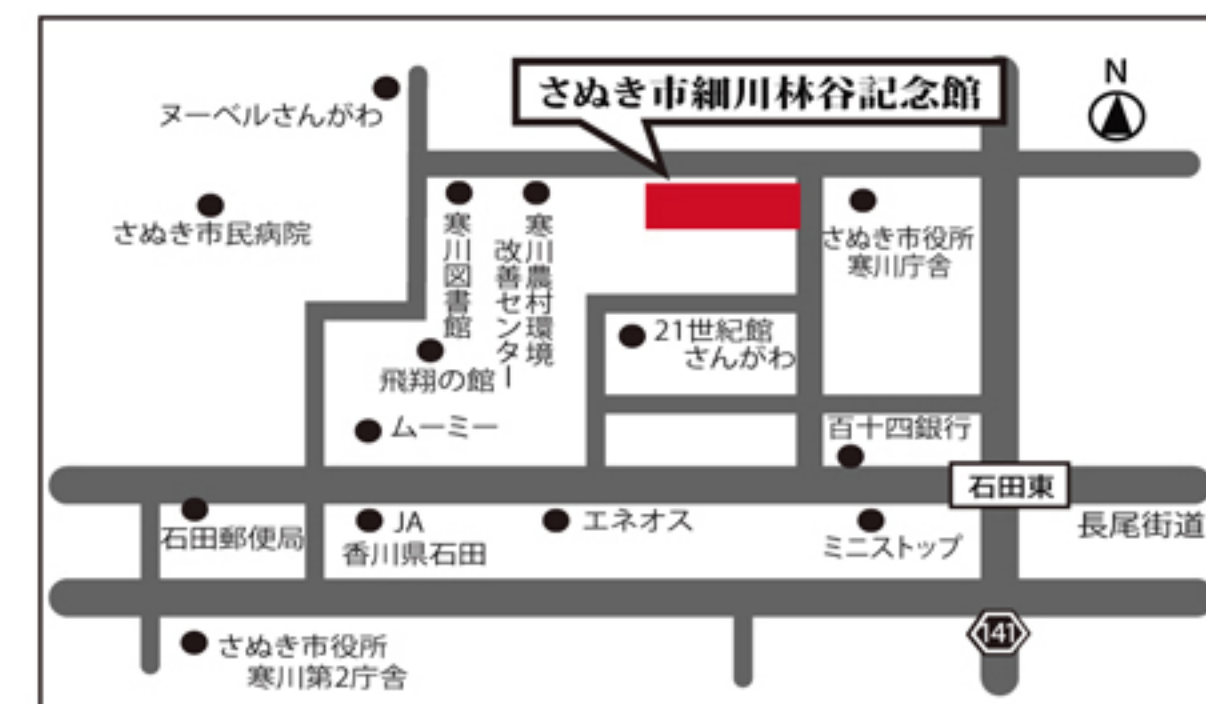 さぬき市細川林谷記念館
N
ヌーベルさんがわ
さぬき市民病院
寒川図書館
寒川農村環境
改善センター
さぬき市役所
寒川庁舎
21世紀館
さんがわ
飛翔の館
ムーミー
百十四銀行
石田東
長尾街道
石田郵便局
JA
香川県石田
エネオス
ミニストップ
141
さぬき市役所
寒川第2庁舎